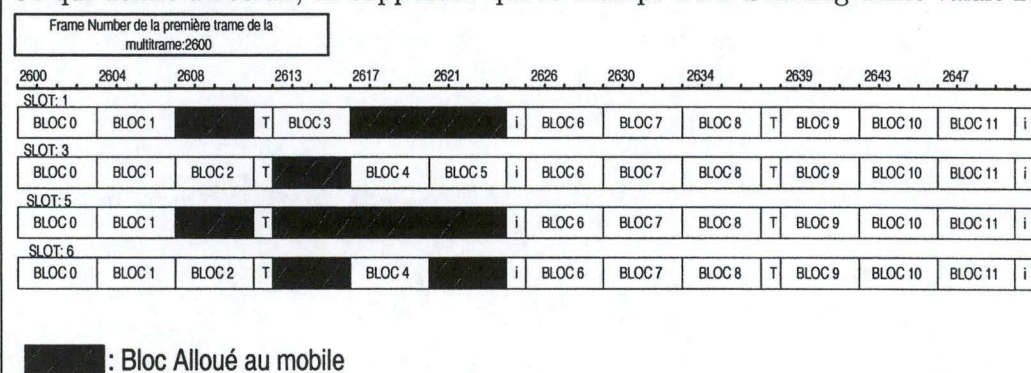 Frame Number de la première trame de la
multitrame:2600
2600 2604 2608 2613 2617 2621 2626 2630 2634 2639 2643 2647
SLOT: 1
BLOC 0 BLOC 1 T BLOC 3 i BLOC 6 BLOC 7 BLOC 8 T BLOC 9 BLOC 10 BLOC 11 i
SLOT: 3
BLOC 0 BLOC 1 BLOC 2 T BLOC 4 BLOC 5 i BLOC 6 BLOC 7 BLOC 8 T BLOC 9 BLOC 10 BLOC 11 i
SLOT: 5
BLOC 0 BLOC 1 T i BLOC 6 BLOC 7 BLOC 8 T BLOC 9 BLOC 10 BLOC 11 i
SLOT: 6
BLOC 0 BLOC 1 BLOC 2 T BLOC 4 i BLOC 6 BLOC 7 BLOC 8 T BLOC 9 BLOC 10 BLOC 11 i
: Bloc Alloué au mobile